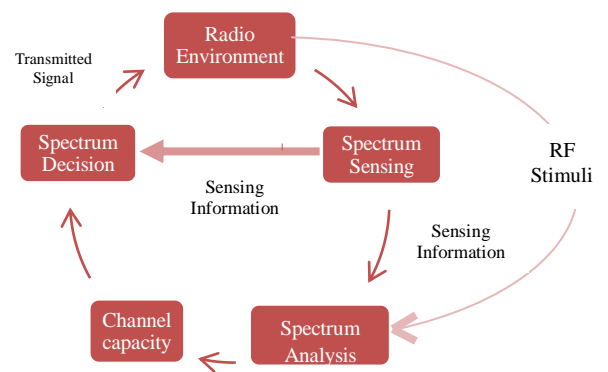 Radio
Environment
Transmitted
Signal
Spectrum
Decision
Spectrum
Sensing
RF
Stimuli
Sensing
Information
Sensing
Information
Channel
capacity
Spectrum
Analysis